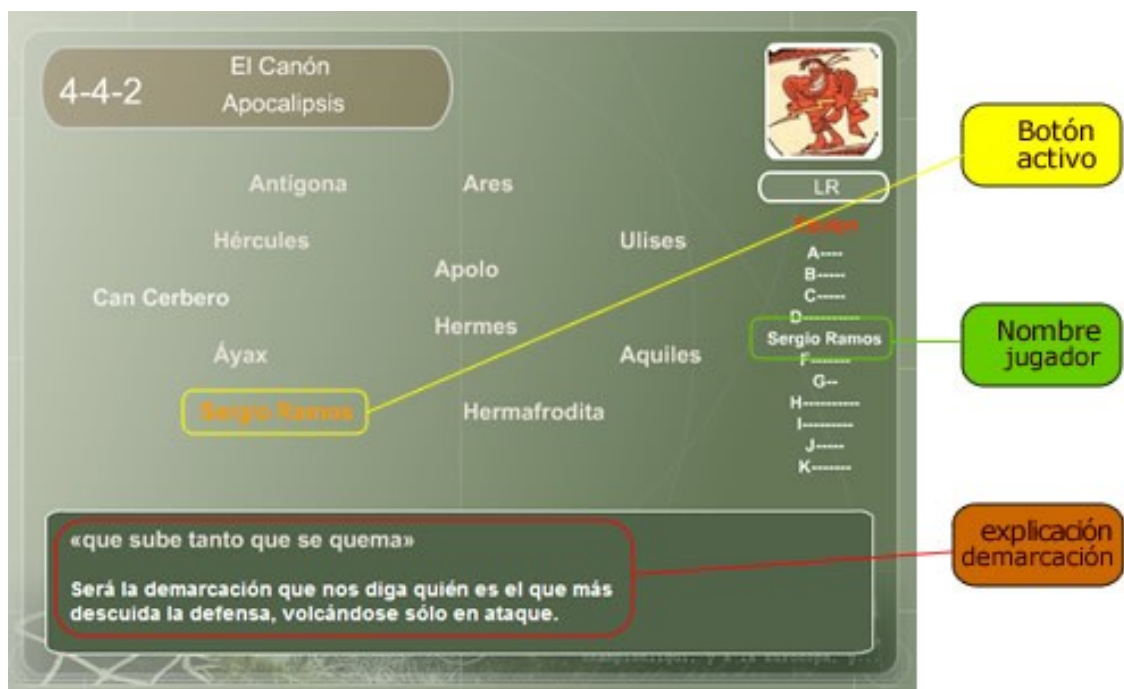 4-4-2
El Canón
Apocalipsis
LR
Equipo
Antígona
Ares
Hércules
Ulises
Apolo
Can Cerbero
Hermes
Áyax
Aquiles
Sergio Ramos
Hermafrodita
A----
B-----
C-----
D----------
Sergio Ramos
F-------
G--
H----------
I---------
J-----
K-------
«que sube tanto que se quema»
Será la demarcación que nos diga quién es el que más
descuida la defensa, volcándose sólo en ataque.
Botón
activo
Nombre
jugador
explicación
demarcación